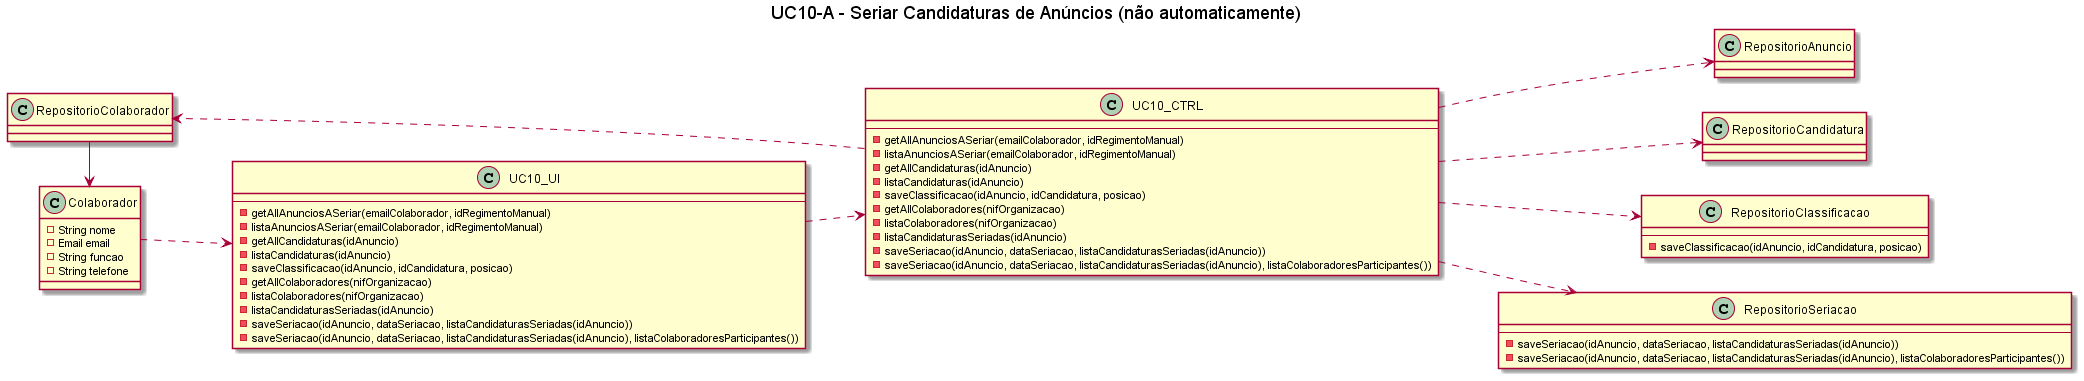 UC10-A - Seriar Candidaturas de Anúncios (não automaticamente)
C RepositorioColaborador
C Colaborador
String nome
Email email
String funcao
String telefone
C UC10_UI
getAllAnunciosASeriar(emailColaborador, idRegimentoManual)
listaAnunciosASeriar(emailColaborador, idRegimentoManual)
getAllCandidaturas(idAnuncio)
listaCandidaturas(idAnuncio)
saveClassificacao(idAnuncio, idCandidatura, posicao)
getAllColaboradores(nifOrganizacao)
listaColaboradores(nifOrganizacao)
listaCandidaturasSeriadas(idAnuncio)
saveSeriacao(idAnuncio, dataSeriacao, listaCandidaturasSeriadas(idAnuncio))
saveSeriacao(idAnuncio, dataSeriacao, listaCandidaturasSeriadas(idAnuncio), listaColaboradoresParticipantes())
C UC10_CTRL
getAllAnunciosASeriar(emailColaborador, idRegimentoManual)
listaAnunciosASeriar(emailColaborador, idRegimentoManual)
getAllCandidaturas(idAnuncio)
listaCandidaturas(idAnuncio)
saveClassificacao(idAnuncio, idCandidatura, posicao)
getAllColaboradores(nifOrganizacao)
listaColaboradores(nifOrganizacao)
listaCandidaturasSeriadas(idAnuncio)
saveSeriacao(idAnuncio, dataSeriacao, listaCandidaturasSeriadas(idAnuncio))
saveSeriacao(idAnuncio, dataSeriacao, listaCandidaturasSeriadas(idAnuncio), listaColaboradoresParticipantes())
C RepositorioAnuncio
C RepositorioCandidatura
C RepositorioClassificacao
saveClassificacao(idAnuncio, idCandidatura, posicao)
C RepositorioSeriacao
saveSeriacao(idAnuncio, dataSeriacao, listaCandidaturasSeriadas(idAnuncio))
saveSeriacao(idAnuncio, dataSeriacao, listaCandidaturasSeriadas(idAnuncio), listaColaboradoresParticipantes())